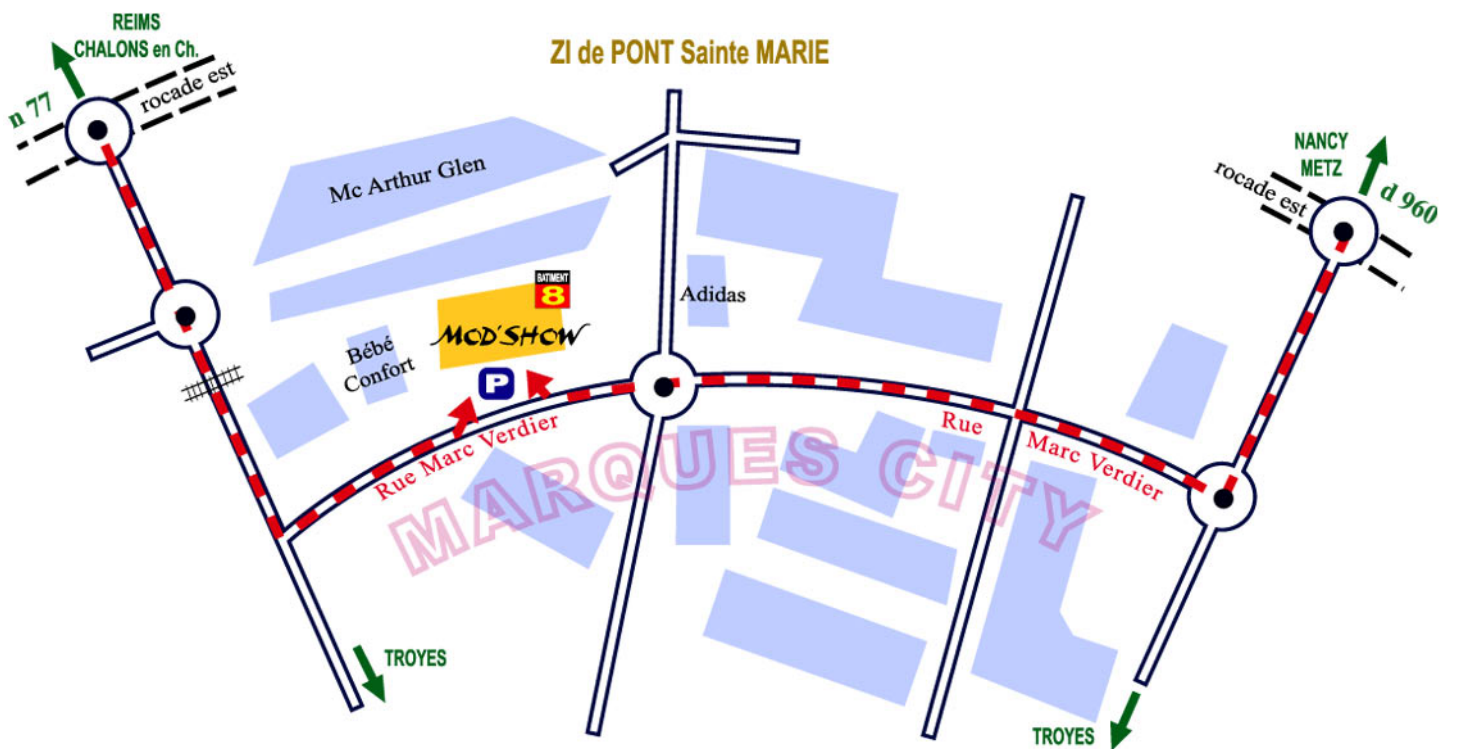 REIMS
CHALONS en Ch.
n 77
rocade est
ZI de PONT Sainte MARIE
NANCY
METZ
rocade est
d 960
Mc Arthur Glen
BATIMENT
8
MOD'SHOW
Adidas
Bébé
Confort
P
Rue Marc Verdier
Rue Marc Verdier
MARQUES CITY
TROYES
TROYES